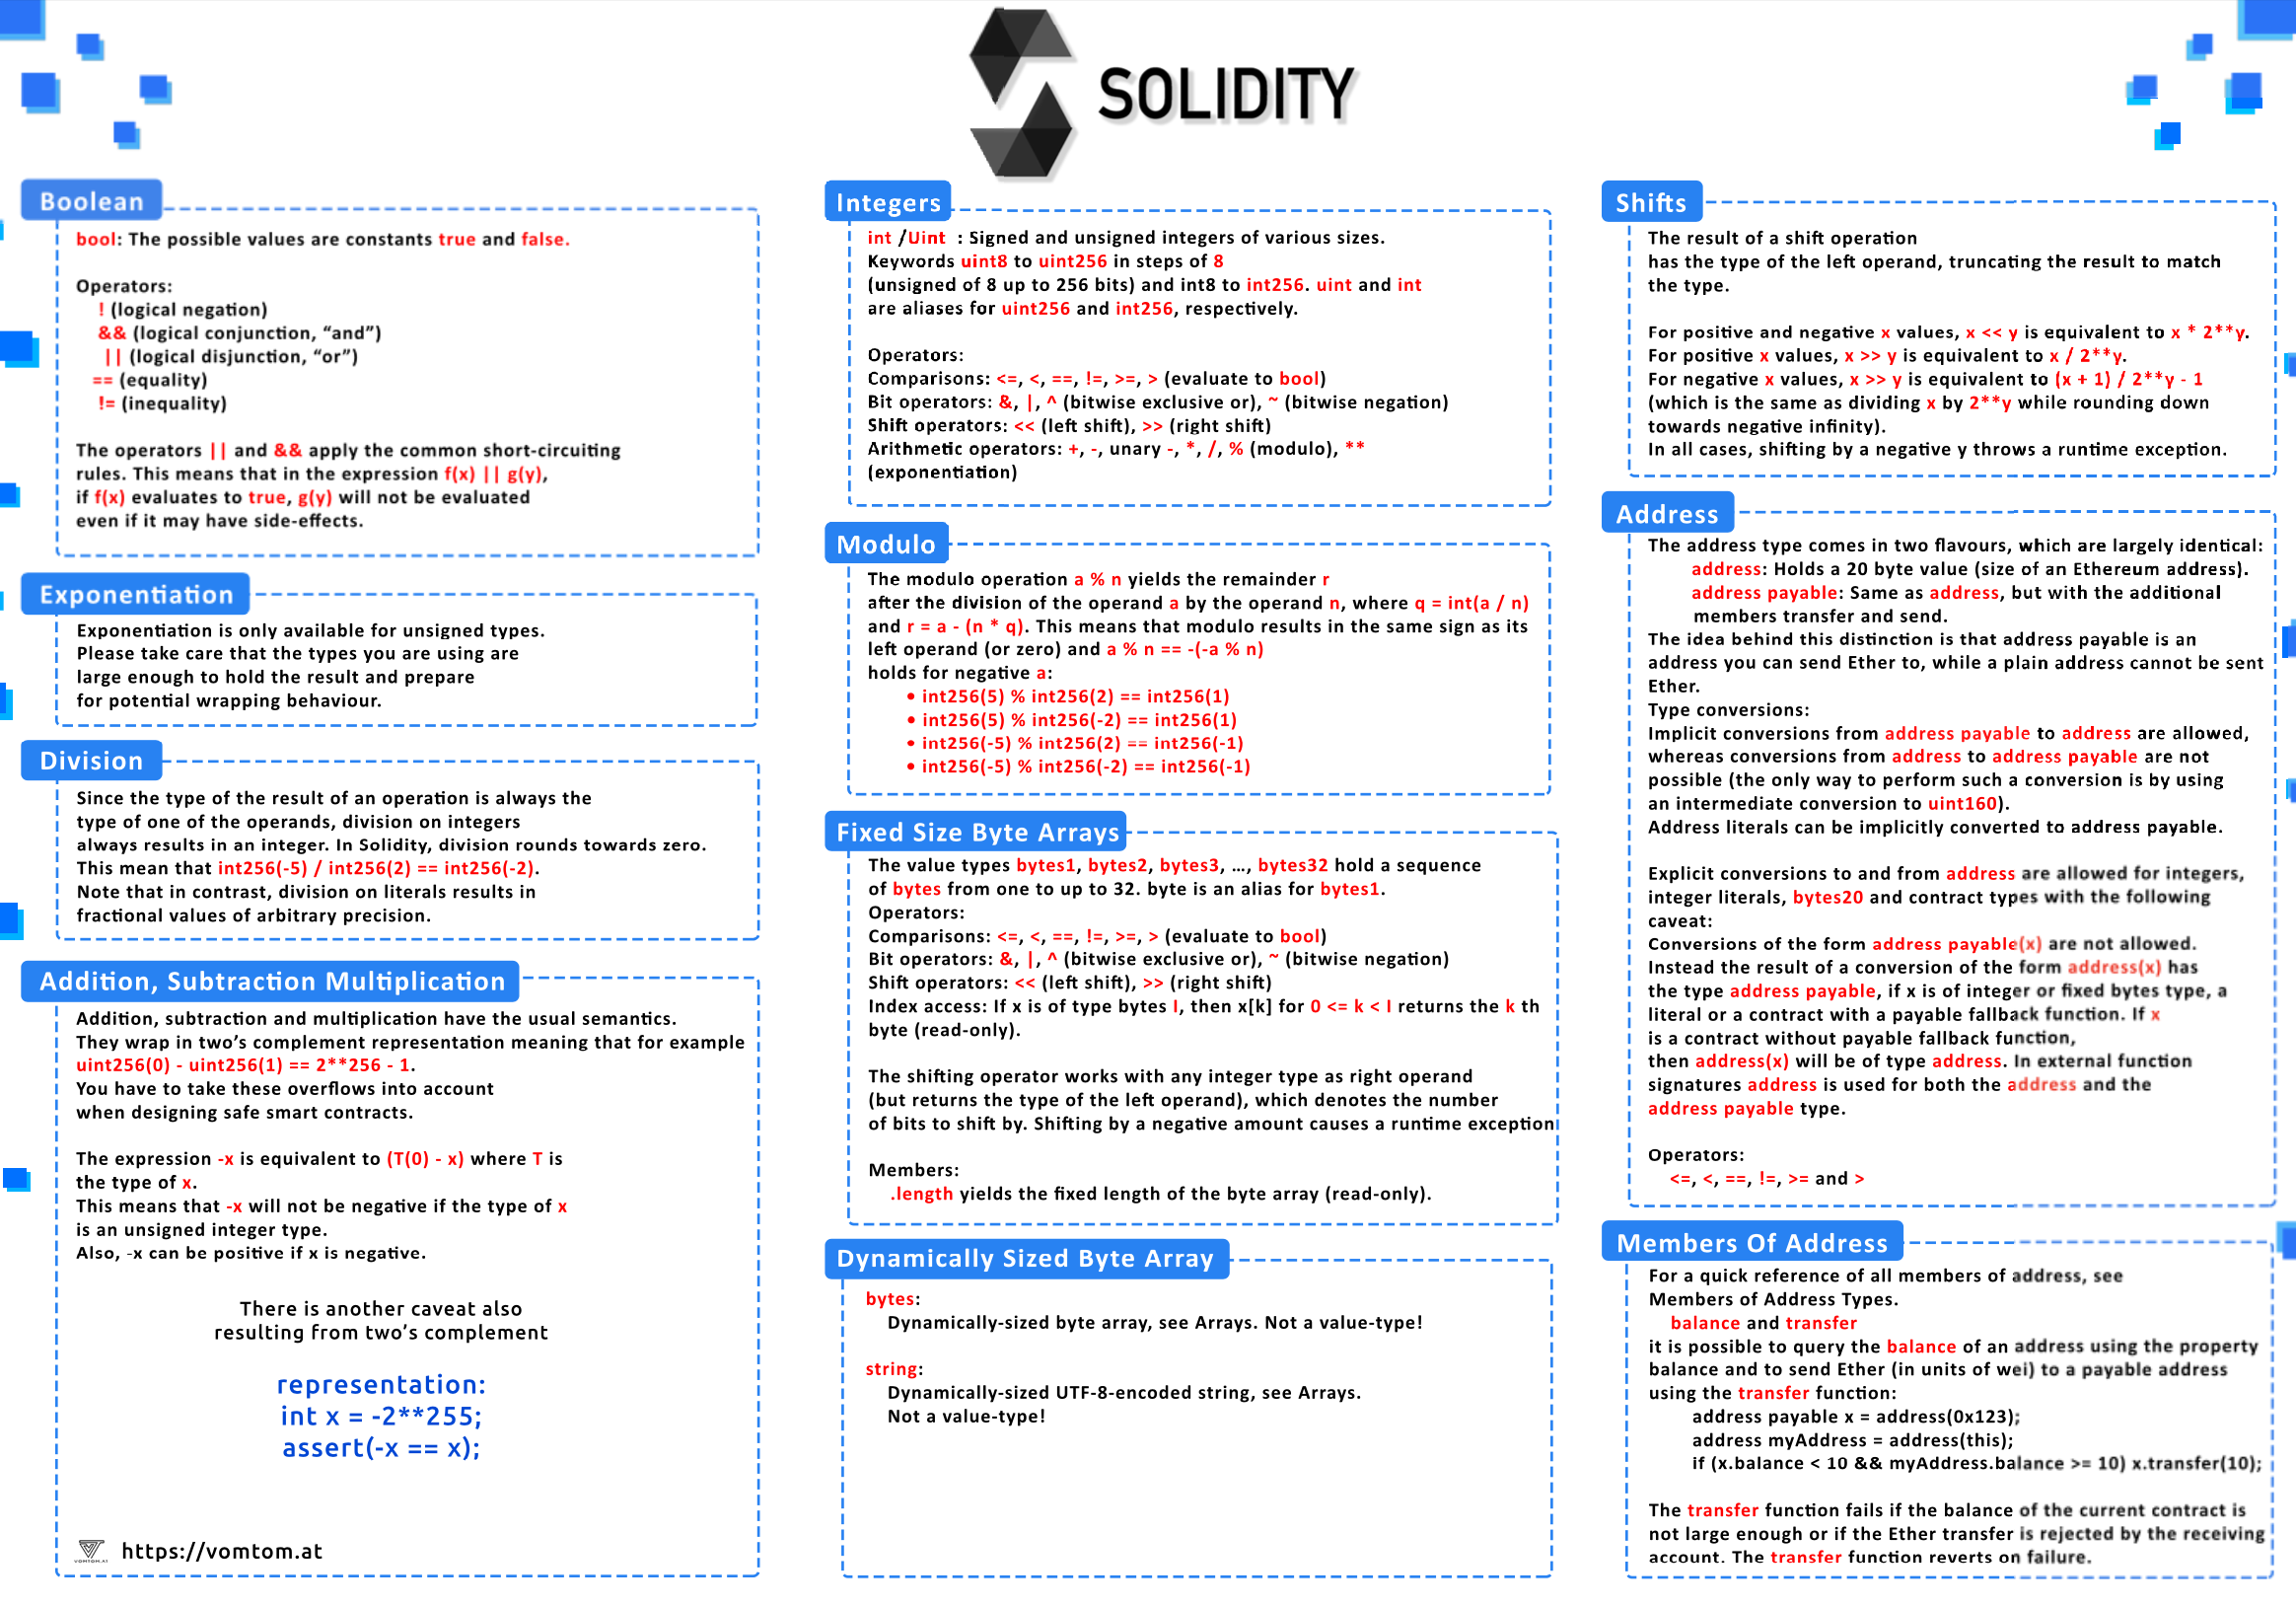 SOLIDITY
Boolean
bool: The possible values are constants true and false.
Operators:
! (logical negation)
&& (logical conjunction, “and”)
|| (logical disjunction, “or”)
== (equality)
!= (inequality)
The operators || and && apply the common short-circuiting
rules. This means that in the expression f(x) || g(y),
if f(x) evaluates to true, g(y) will not be evaluated
even if it may have side-effects.
Exponentiation
Exponentiation is only available for unsigned types.
Please take care that the types you are using are
large enough to hold the result and prepare
for potential wrapping behaviour.
Division
Since the type of the result of an operation is always the
type of one of the operands, division on integers
always results in an integer. In Solidity, division rounds towards zero.
This mean that int256(-5) / int256(2) == int256(-2).
Note that in contrast, division on literals results in
fractional values of arbitrary precision.
Addition, Subtraction Multiplication
Addition, subtraction and multiplication have the usual semantics.
They wrap in two’s complement representation meaning that for example
uint256(0) - uint256(1) == 2**256 - 1.
You have to take these overflows into account
when designing safe smart contracts.
The expression -x is equivalent to (T(0) - x) where T is
the type of x.
This means that -x will not be negative if the type of x
is an unsigned integer type.
Also, -x can be positive if x is negative.
There is another caveat also
resulting from two’s complement
representation:
int x = -2**255;
assert(-x == x);
VOMTOM.AT
https://vomtom.at
Integers
int /Uint : Signed and unsigned integers of various sizes.
Keywords uint8 to uint256 in steps of 8
(unsigned of 8 up to 256 bits) and int8 to int256. uint and int
are aliases for uint256 and int256, respectively.
Operators:
Comparisons: <=, <, ==, !=, >=, > (evaluate to bool)
Bit operators: &, |, ^ (bitwise exclusive or), ~ (bitwise negation)
Shift operators: << (left shift), >> (right shift)
Arithmetic operators: +, -, unary -, *, /, % (modulo), **
(exponentiation)
Modulo
The modulo operation a % n yields the remainder r
after the division of the operand a by the operand n, where q = int(a / n)
and r = a - (n * q). This means that modulo results in the same sign as its
left operand (or zero) and a % n == -(-a % n)
holds for negative a:
• int256(5) % int256(2) == int256(1)
• int256(5) % int256(-2) == int256(1)
• int256(-5) % int256(2) == int256(-1)
• int256(-5) % int256(-2) == int256(-1)
Fixed Size Byte Arrays
The value types bytes1, bytes2, bytes3, …, bytes32 hold a sequence
of bytes from one to up to 32. byte is an alias for bytes1.
Operators:
Comparisons: <=, <, ==, !=, >=, > (evaluate to bool)
Bit operators: &, |, ^ (bitwise exclusive or), ~ (bitwise negation)
Shift operators: << (left shift), >> (right shift)
Index access: If x is of type bytes I, then x[k] for 0 <= k < I returns the k th
byte (read-only).
The shifting operator works with any integer type as right operand
(but returns the type of the left operand), which denotes the number
of bits to shift by. Shifting by a negative amount causes a runtime exception
Members:
.length yields the fixed length of the byte array (read-only).
Dynamically Sized Byte Array
bytes:
Dynamically-sized byte array, see Arrays. Not a value-type!
string:
Dynamically-sized UTF-8-encoded string, see Arrays.
Not a value-type!
Shifts
The result of a shift operation
has the type of the left operand, truncating the result to match
the type.
For positive and negative x values, x << y is equivalent to x * 2**y.
For positive x values, x >> y is equivalent to x / 2**y.
For negative x values, x >> y is equivalent to (x + 1) / 2**y - 1
(which is the same as dividing x by 2**y while rounding down
towards negative infinity).
In all cases, shifting by a negative y throws a runtime exception.
Address
The address type comes in two flavours, which are largely identical:
address: Holds a 20 byte value (size of an Ethereum address).
address payable: Same as address, but with the additional
members transfer and send.
The idea behind this distinction is that address payable is an
address you can send Ether to, while a plain address cannot be sent
Ether.
Type conversions:
Implicit conversions from address payable to address are allowed,
whereas conversions from address to address payable are not
possible (the only way to perform such a conversion is by using
an intermediate conversion to uint160).
Address literals can be implicitly converted to address payable.
Explicit conversions to and from address are allowed for integers,
integer literals, bytes20 and contract types with the following
caveat:
Conversions of the form address payable(x) are not allowed.
Instead the result of a conversion of the form address(x) has
the type address payable, if x is of integer or fixed bytes type, a
literal or a contract with a payable fallback function. If x
is a contract without payable fallback function,
then address(x) will be of type address. In external function
signatures address is used for both the address and the
address payable type.
Operators:
<=, <, ==, !=, >= and >
Members Of Address
For a quick reference of all members of address, see
Members of Address Types.
balance and transfer
it is possible to query the balance of an address using the property
balance and to send Ether (in units of wei) to a payable address
using the transfer function:
address payable x = address(0x123);
address myAddress = address(this);
if (x.balance < 10 && myAddress.balance >= 10) x.transfer(10);
The transfer function fails if the balance of the current contract is
not large enough or if the Ether transfer is rejected by the receiving
account. The transfer function reverts on failure.